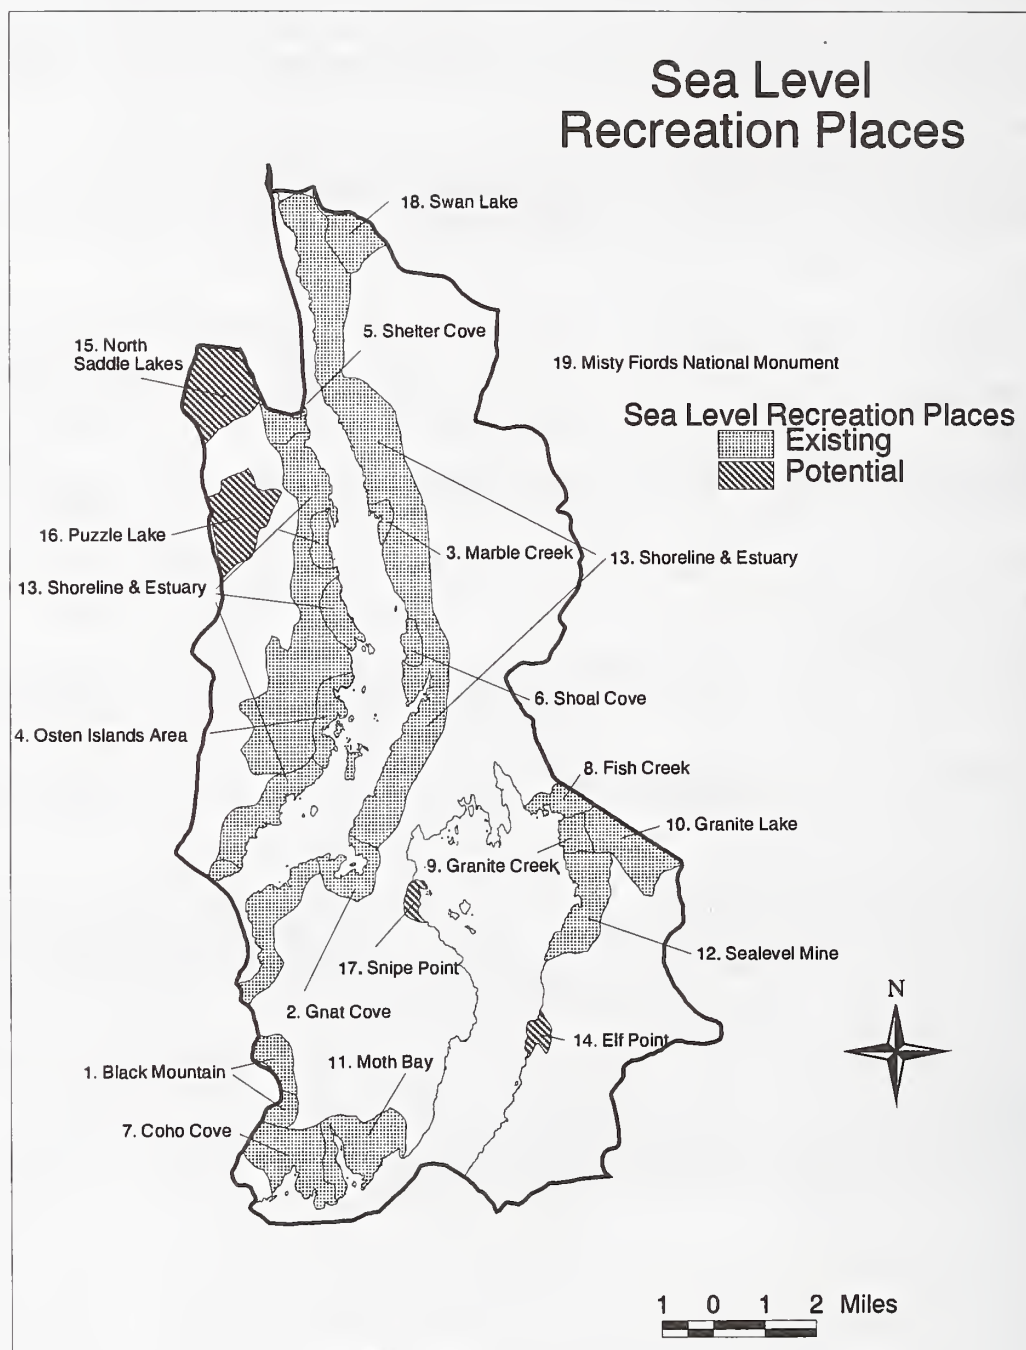 Sea Level
Recreation Places
18. Swan Lake
5. Shelter Cove
15. North
Saddle Lakes
19. Misty Fiords National Monument
Sea Level Recreation Places
Existing
Potential
16. Puzzle Lake
3. Marble Creek
13. Shoreline & Estuary
13. Shoreline & Estuary
6. Shoal Cove
4. Osten Islands Area
8. Fish Creek
10. Granite Lake
9. Granite Creek
12. Sealevel Mine
17. Snipe Point
2. Gnat Cove
N
14. Elf Point
11. Moth Bay
1. Black Mountain
7. Coho Cove
1 0 1 2 Miles